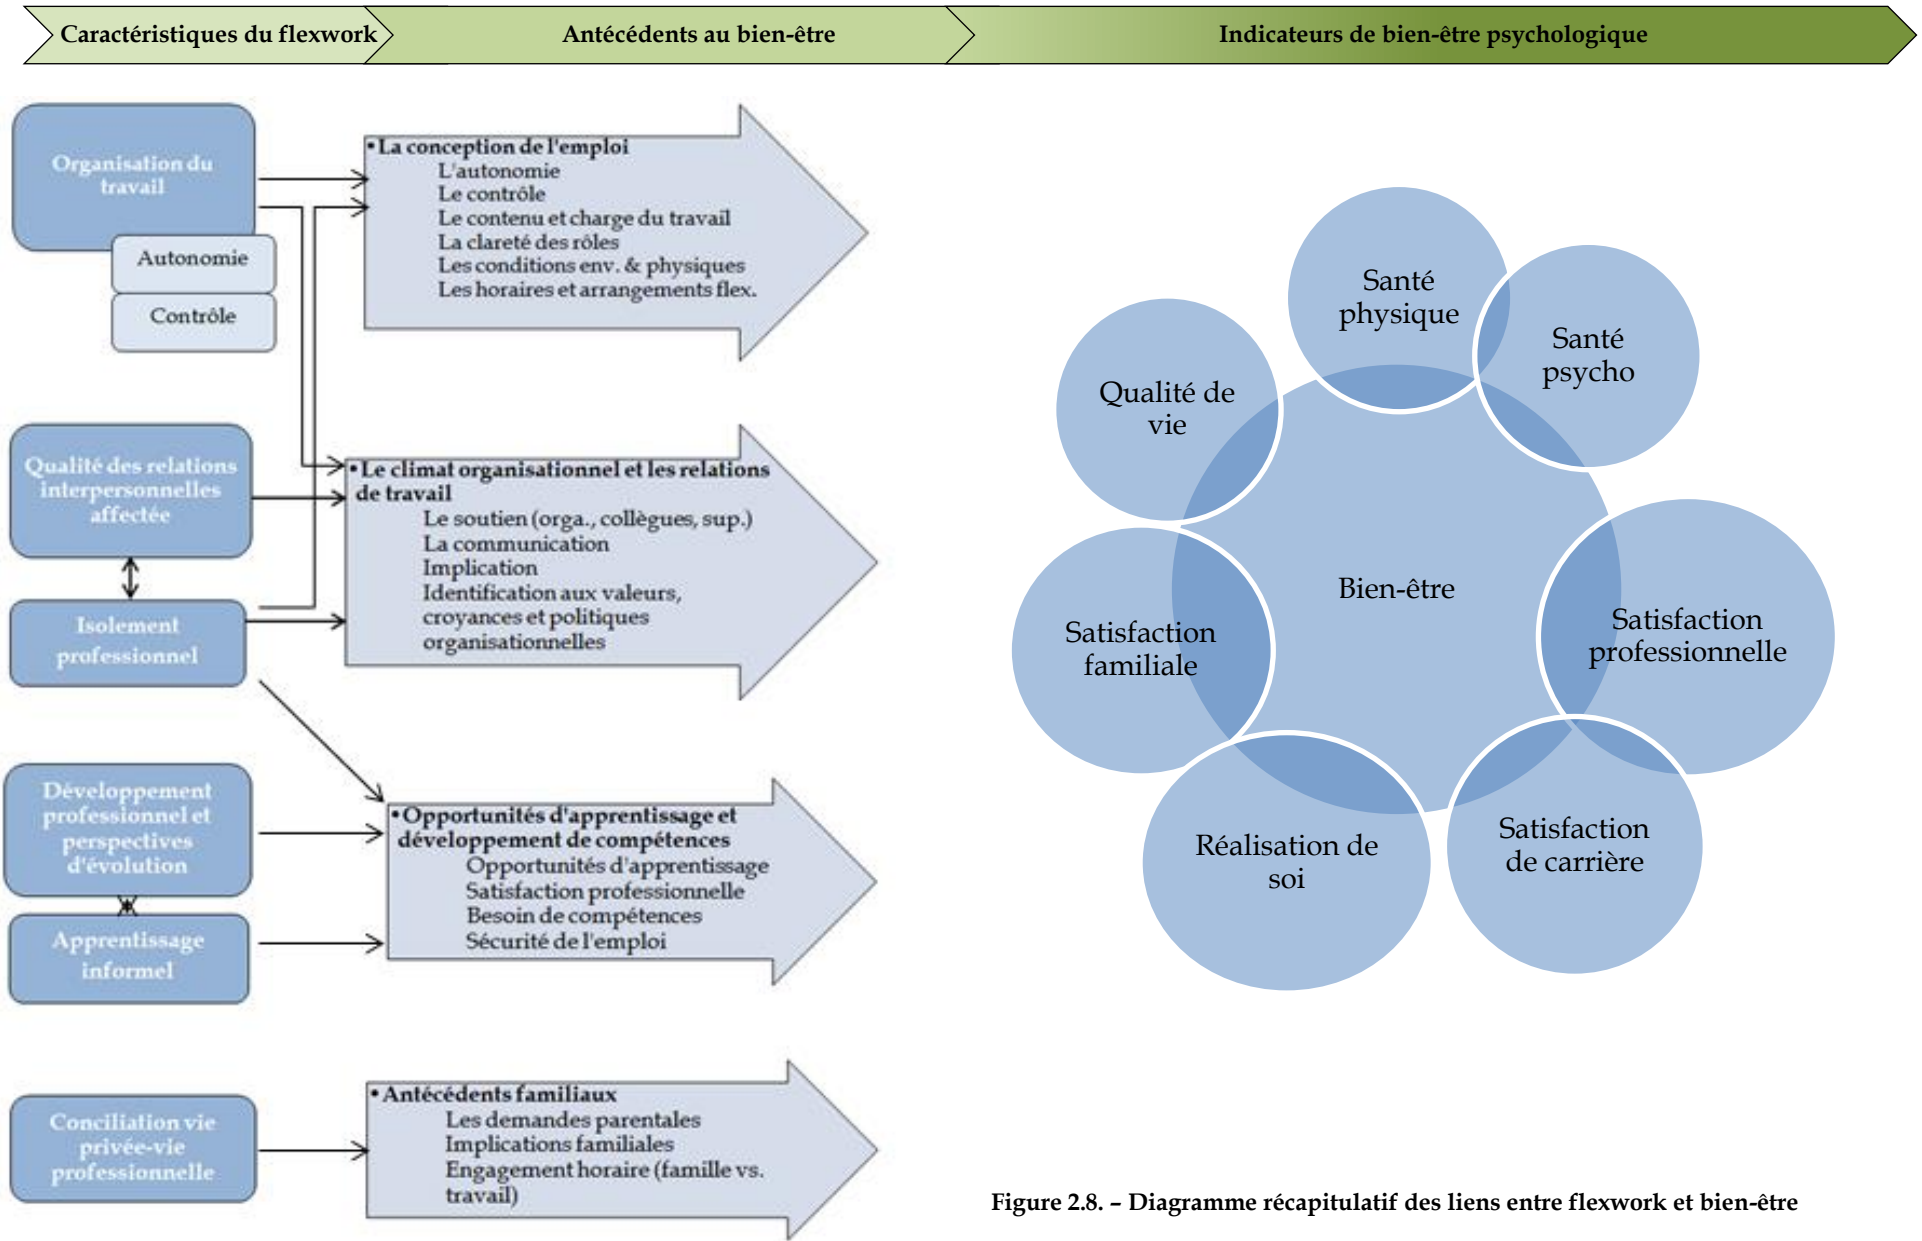 Caractéristiques du flexwork
Antécédents au bien-être
Indicateurs de bien-être psychologique
Organisation du
travail
Autonomie
Contrôle
Qualité des relations
interpersonnelles
affectée
Isolement
professionnel
Développement
professionnel et
perspectives
d'évolution
Apprentissage
informel
Conciliation vie
privée-vie
professionnelle
•La conception de l'emploi
L'autonomie
Le contrôle
Le contenu et charge du travail
La clareté des rôles
Les conditions env. & physiques
Les horaires et arrangements flex.
•Le climat organisationnel et les relations
de travail
Le soutien (orga., collègues, sup.)
La communication
Implication
Identification aux valeurs,
croyances et politiques
organisationnelles
•Opportunités d'apprentissage et
développement de compétences
Opportunités d'apprentissage
Satisfaction professionnelle
Besoin de compétences
Sécurité de l'emploi
•Antécédents familiaux
Les demandes parentales
Implications familiales
Engagement horaire (famille vs.
travail)
Santé
physique
Santé
psycho
Qualité de
vie
Bien-être
Satisfaction
familiale
Satisfaction
professionnelle
Réalisation de
soi
Satisfaction
de carrière
Figure 2.8. – Diagramme récapitulatif des liens entre flexwork et bien-être